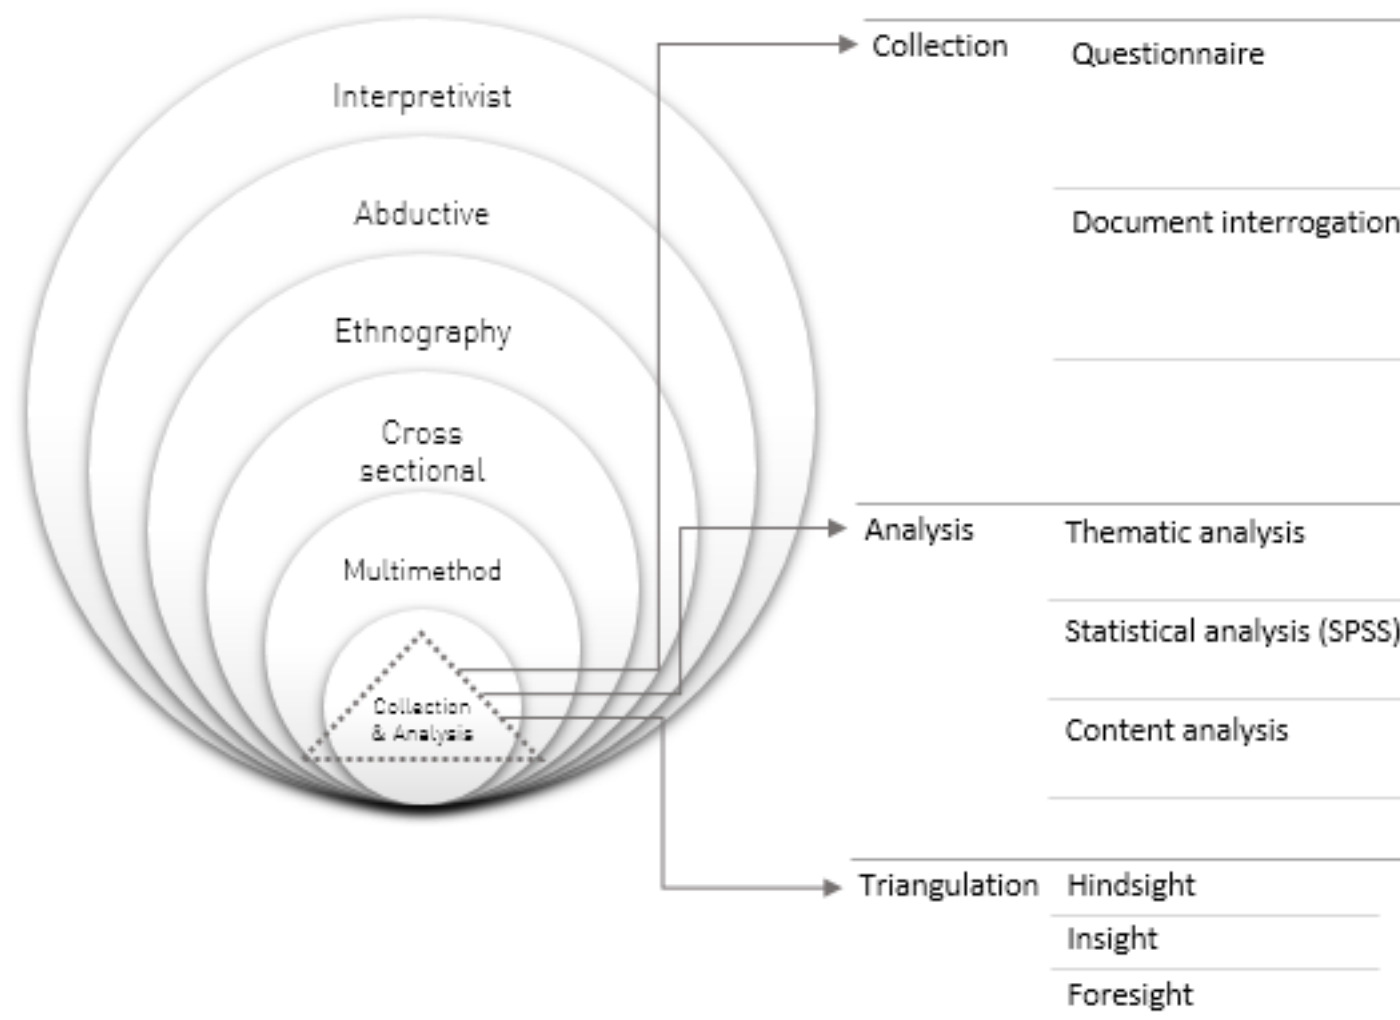 Interpretivist
Abductive
Ethnography
Cross
sectional
Multimethod
Collection
& Analysis
Collection
Questionnaire
Document interrogation
Analysis
Thematic analysis
Statistical analysis (SPSS)
Content analysis
Triangulation
Hindsight
Insight
Foresight